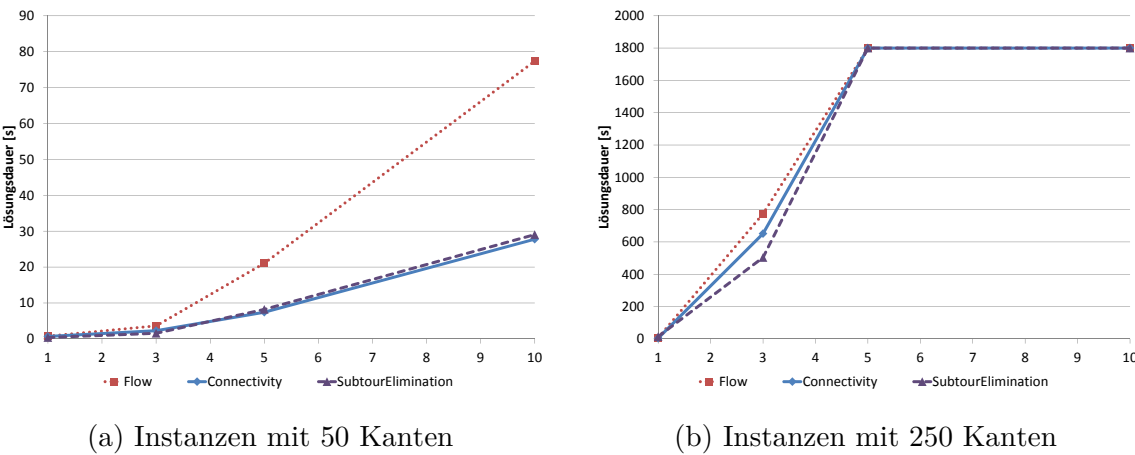 90
80
70
60
50
40
30
20
10
0
Lösungsdauer [s]
1 2 3 4 5 6 7 8 9 10
Flow Connectivity SubtourElimination
(a) Instanzen mit 50 Kanten
2000
1800
1600
1400
1200
1000
800
600
400
200
0
Lösungsdauer [s]
1 2 3 4 5 6 7 8 9 10
Flow Connectivity SubtourElimination
(b) Instanzen mit 250 Kanten